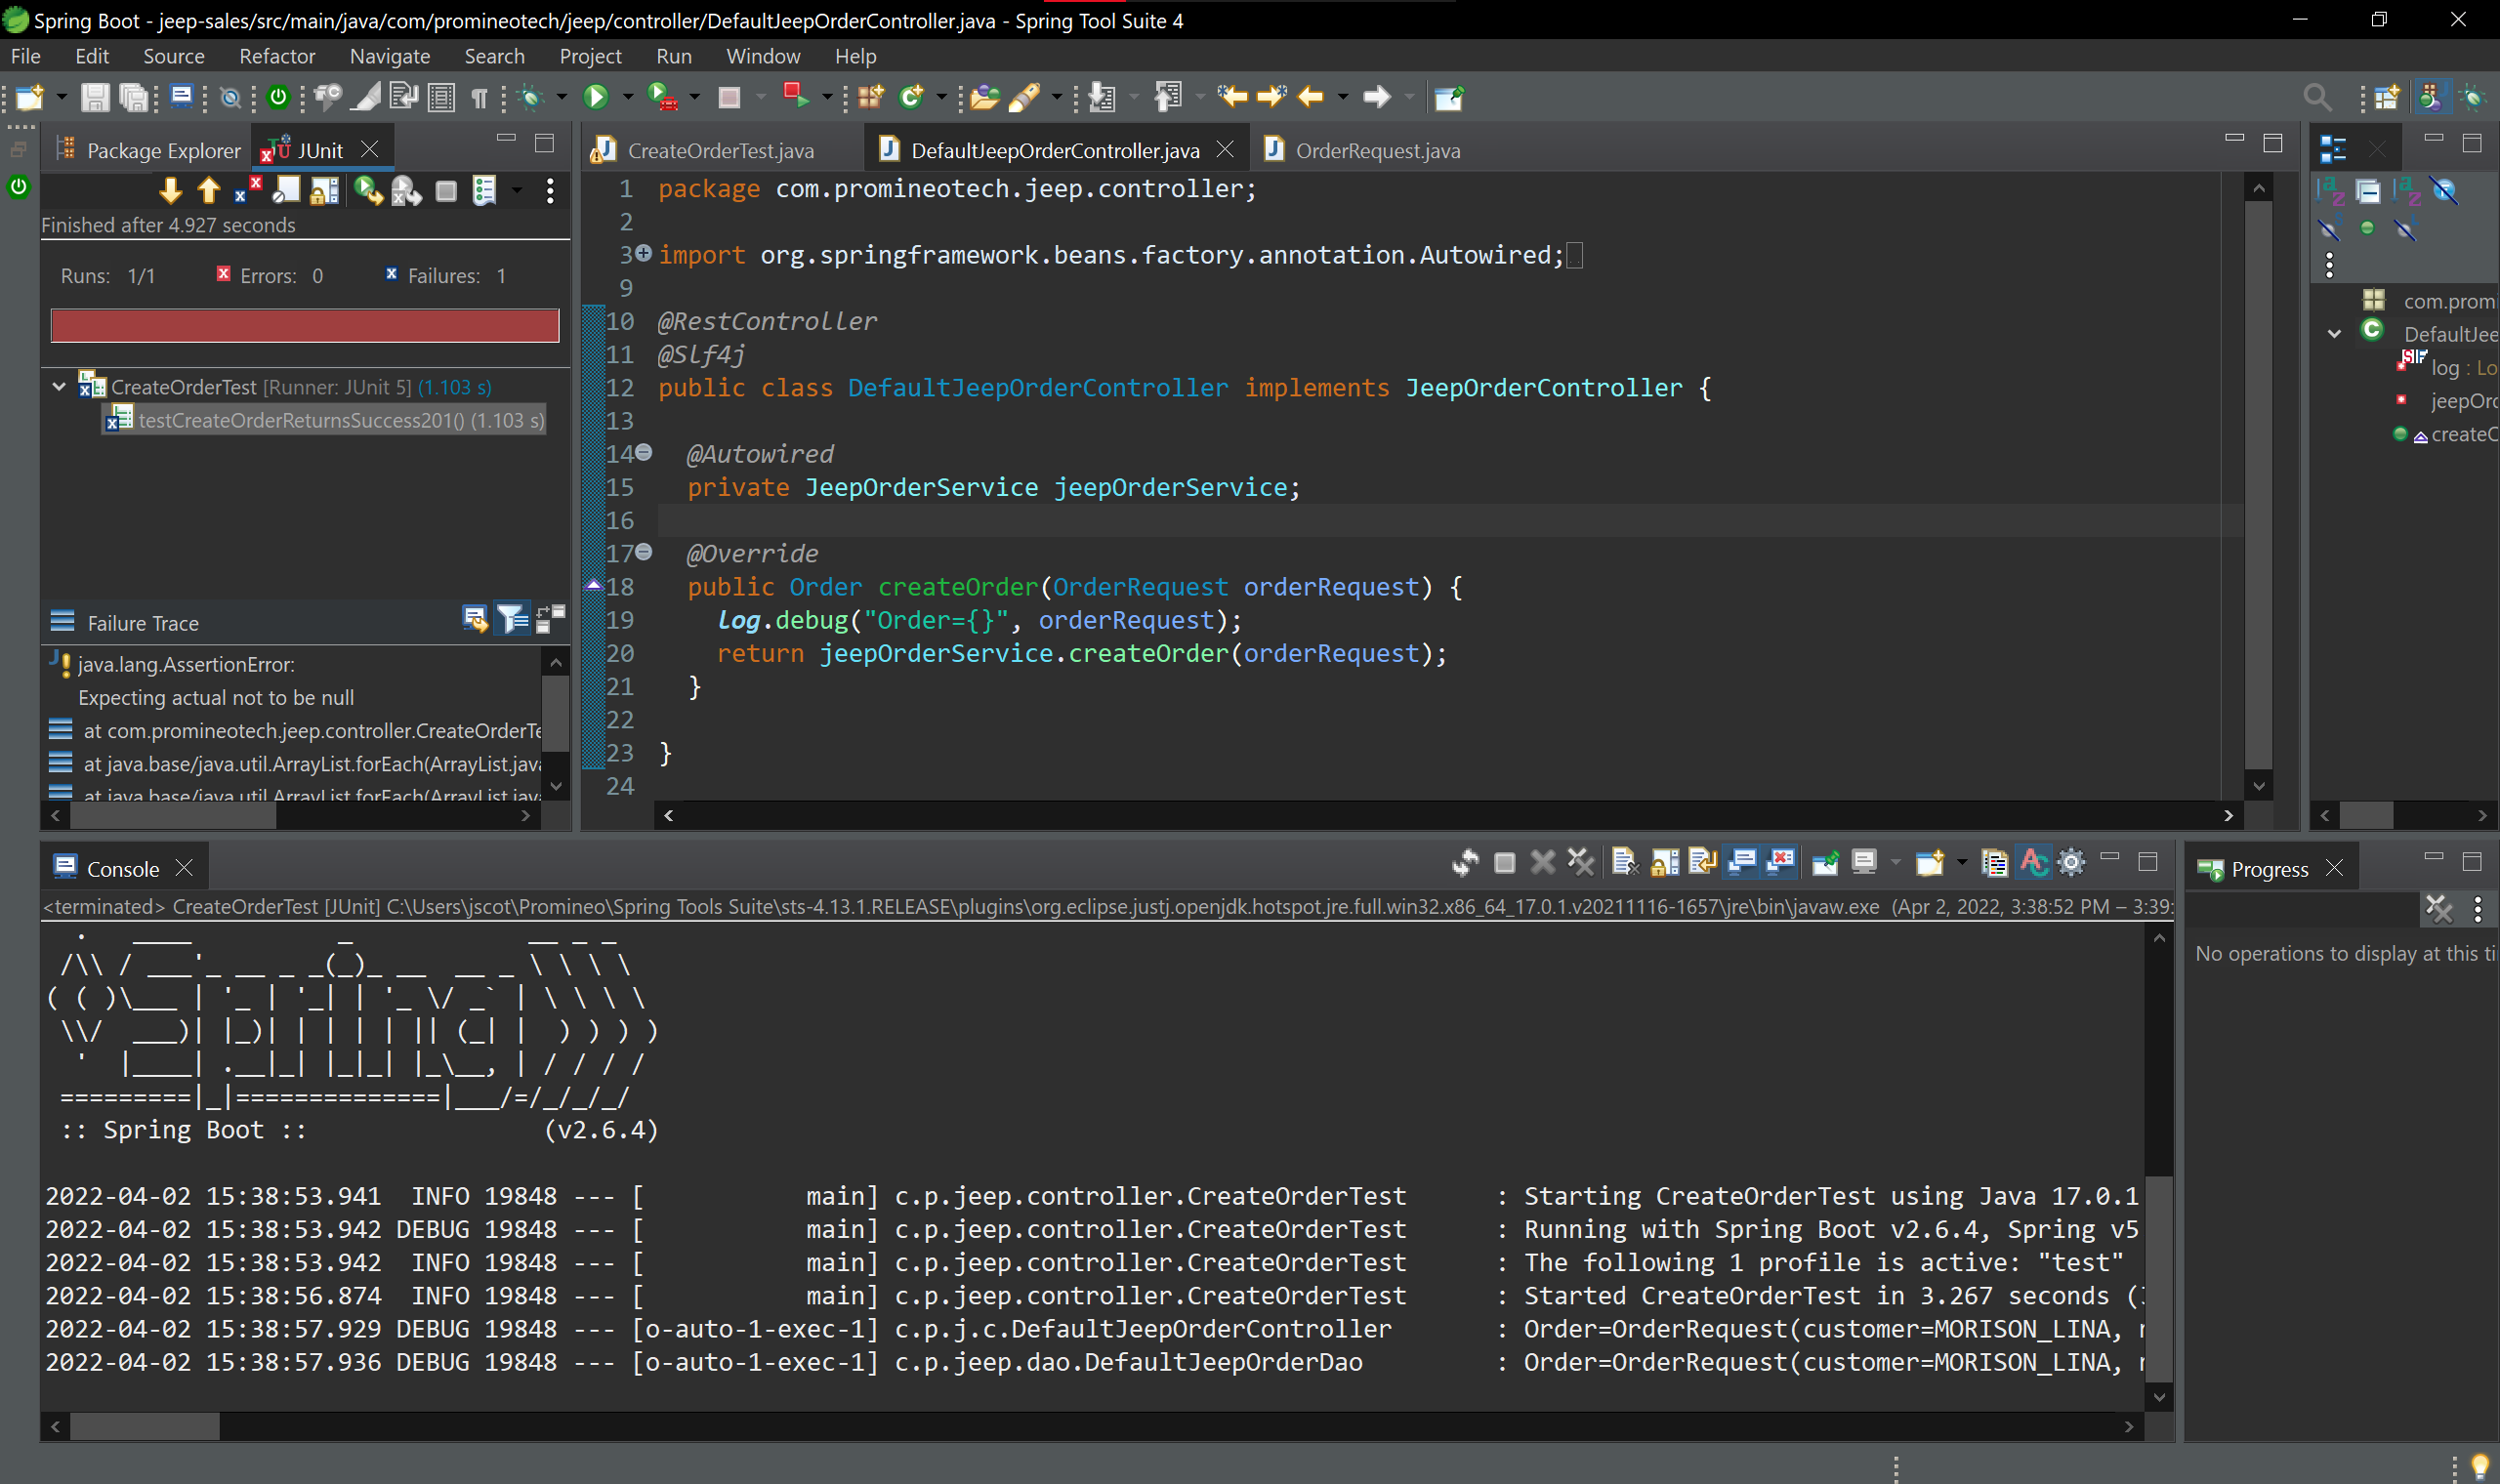 Spring Boot - jeep-sales/src/main/java/com/promineotech/jeep/controller/DefaultJeepOrderController.java - Spring Tool Suite 4
File Edit Source Refactor Navigate Search Project Run Window Help
Package Explorer JUnit
Finished after 4.927 seconds
Runs: 1/1 Errors: 0 Failures: 1
CreateOrderTest [Runner: JUnit 5] (1.103 s)
testCreateOrderReturnsSuccess201() (1.103 s)
Failure Trace
java.lang.AssertionError:
Expecting actual not to be null
at com.promineotech.jeep.controller.CreateOrderTe
at java.base/java.util.ArrayList.forEach(ArrayList.java
at java.base/java.util.ArrayList.forEach(ArrayList.java
CreateOrderTest.java DefaultJeepOrderController.java OrderRequest.java
1 package com.promineotech.jeep.controller;
2
3 import org.springframework.beans.factory.annotation.Autowired;
9
10 @RestController
11 @Slf4j
12 public class DefaultJeepOrderController implements JeepOrderController {
13
14 @Autowired
15 private JeepOrderService jeepOrderService;
16
17 @Override
18 public Order createOrder(OrderRequest orderRequest) {
19 log.debug("Order={}", orderRequest);
20 return jeepOrderService.createOrder(orderRequest);
21 }
22
23 }
24
com.prom
DefaultJee
log : Lo
jeepOrd
createC
Console
<terminated> CreateOrderTest [JUnit] C:\Users\jscot\Promineo\Spring Tools Suite\sts-4.13.1.RELEASE\plugins\org.eclipse.justj.openjdk.hotspot.jre.full.win32.x86_64_17.0.1.v20211116-1657\jre\bin\javaw.exe (Apr 2, 2022, 3:38:52 PM – 3:39:
:: Spring Boot :: (v2.6.4)
2022-04-02 15:38:53.941 INFO 19848 --- [ main] c.p.jeep.controller.CreateOrderTest : Starting CreateOrderTest using Java 17.0.1
2022-04-02 15:38:53.942 DEBUG 19848 --- [ main] c.p.jeep.controller.CreateOrderTest : Running with Spring Boot v2.6.4, Spring v5
2022-04-02 15:38:53.942 INFO 19848 --- [ main] c.p.jeep.controller.CreateOrderTest : The following 1 profile is active: "test"
2022-04-02 15:38:56.874 INFO 19848 --- [ main] c.p.jeep.controller.CreateOrderTest : Started CreateOrderTest in 3.267 seconds (
2022-04-02 15:38:57.929 DEBUG 19848 --- [o-auto-1-exec-1] c.p.j.c.DefaultJeepOrderController : Order=OrderRequest(customer=MORISON_LINA,
2022-04-02 15:38:57.936 DEBUG 19848 --- [o-auto-1-exec-1] c.p.jeep.dao.DefaultJeepOrderDao : Order=OrderRequest(customer=MORISON_LINA,
Progress
No operations to display at this ti